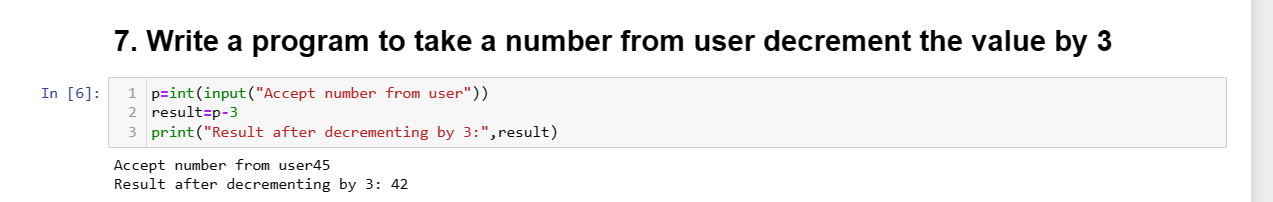 7. Write a program to take a number from user decrement the value by 3
In [6]:
1 p=int(input("Accept number from user"))
2 result=p-3
3 print("Result after decrementing by 3:",result)
Accept number from user45
Result after decrementing by 3: 42